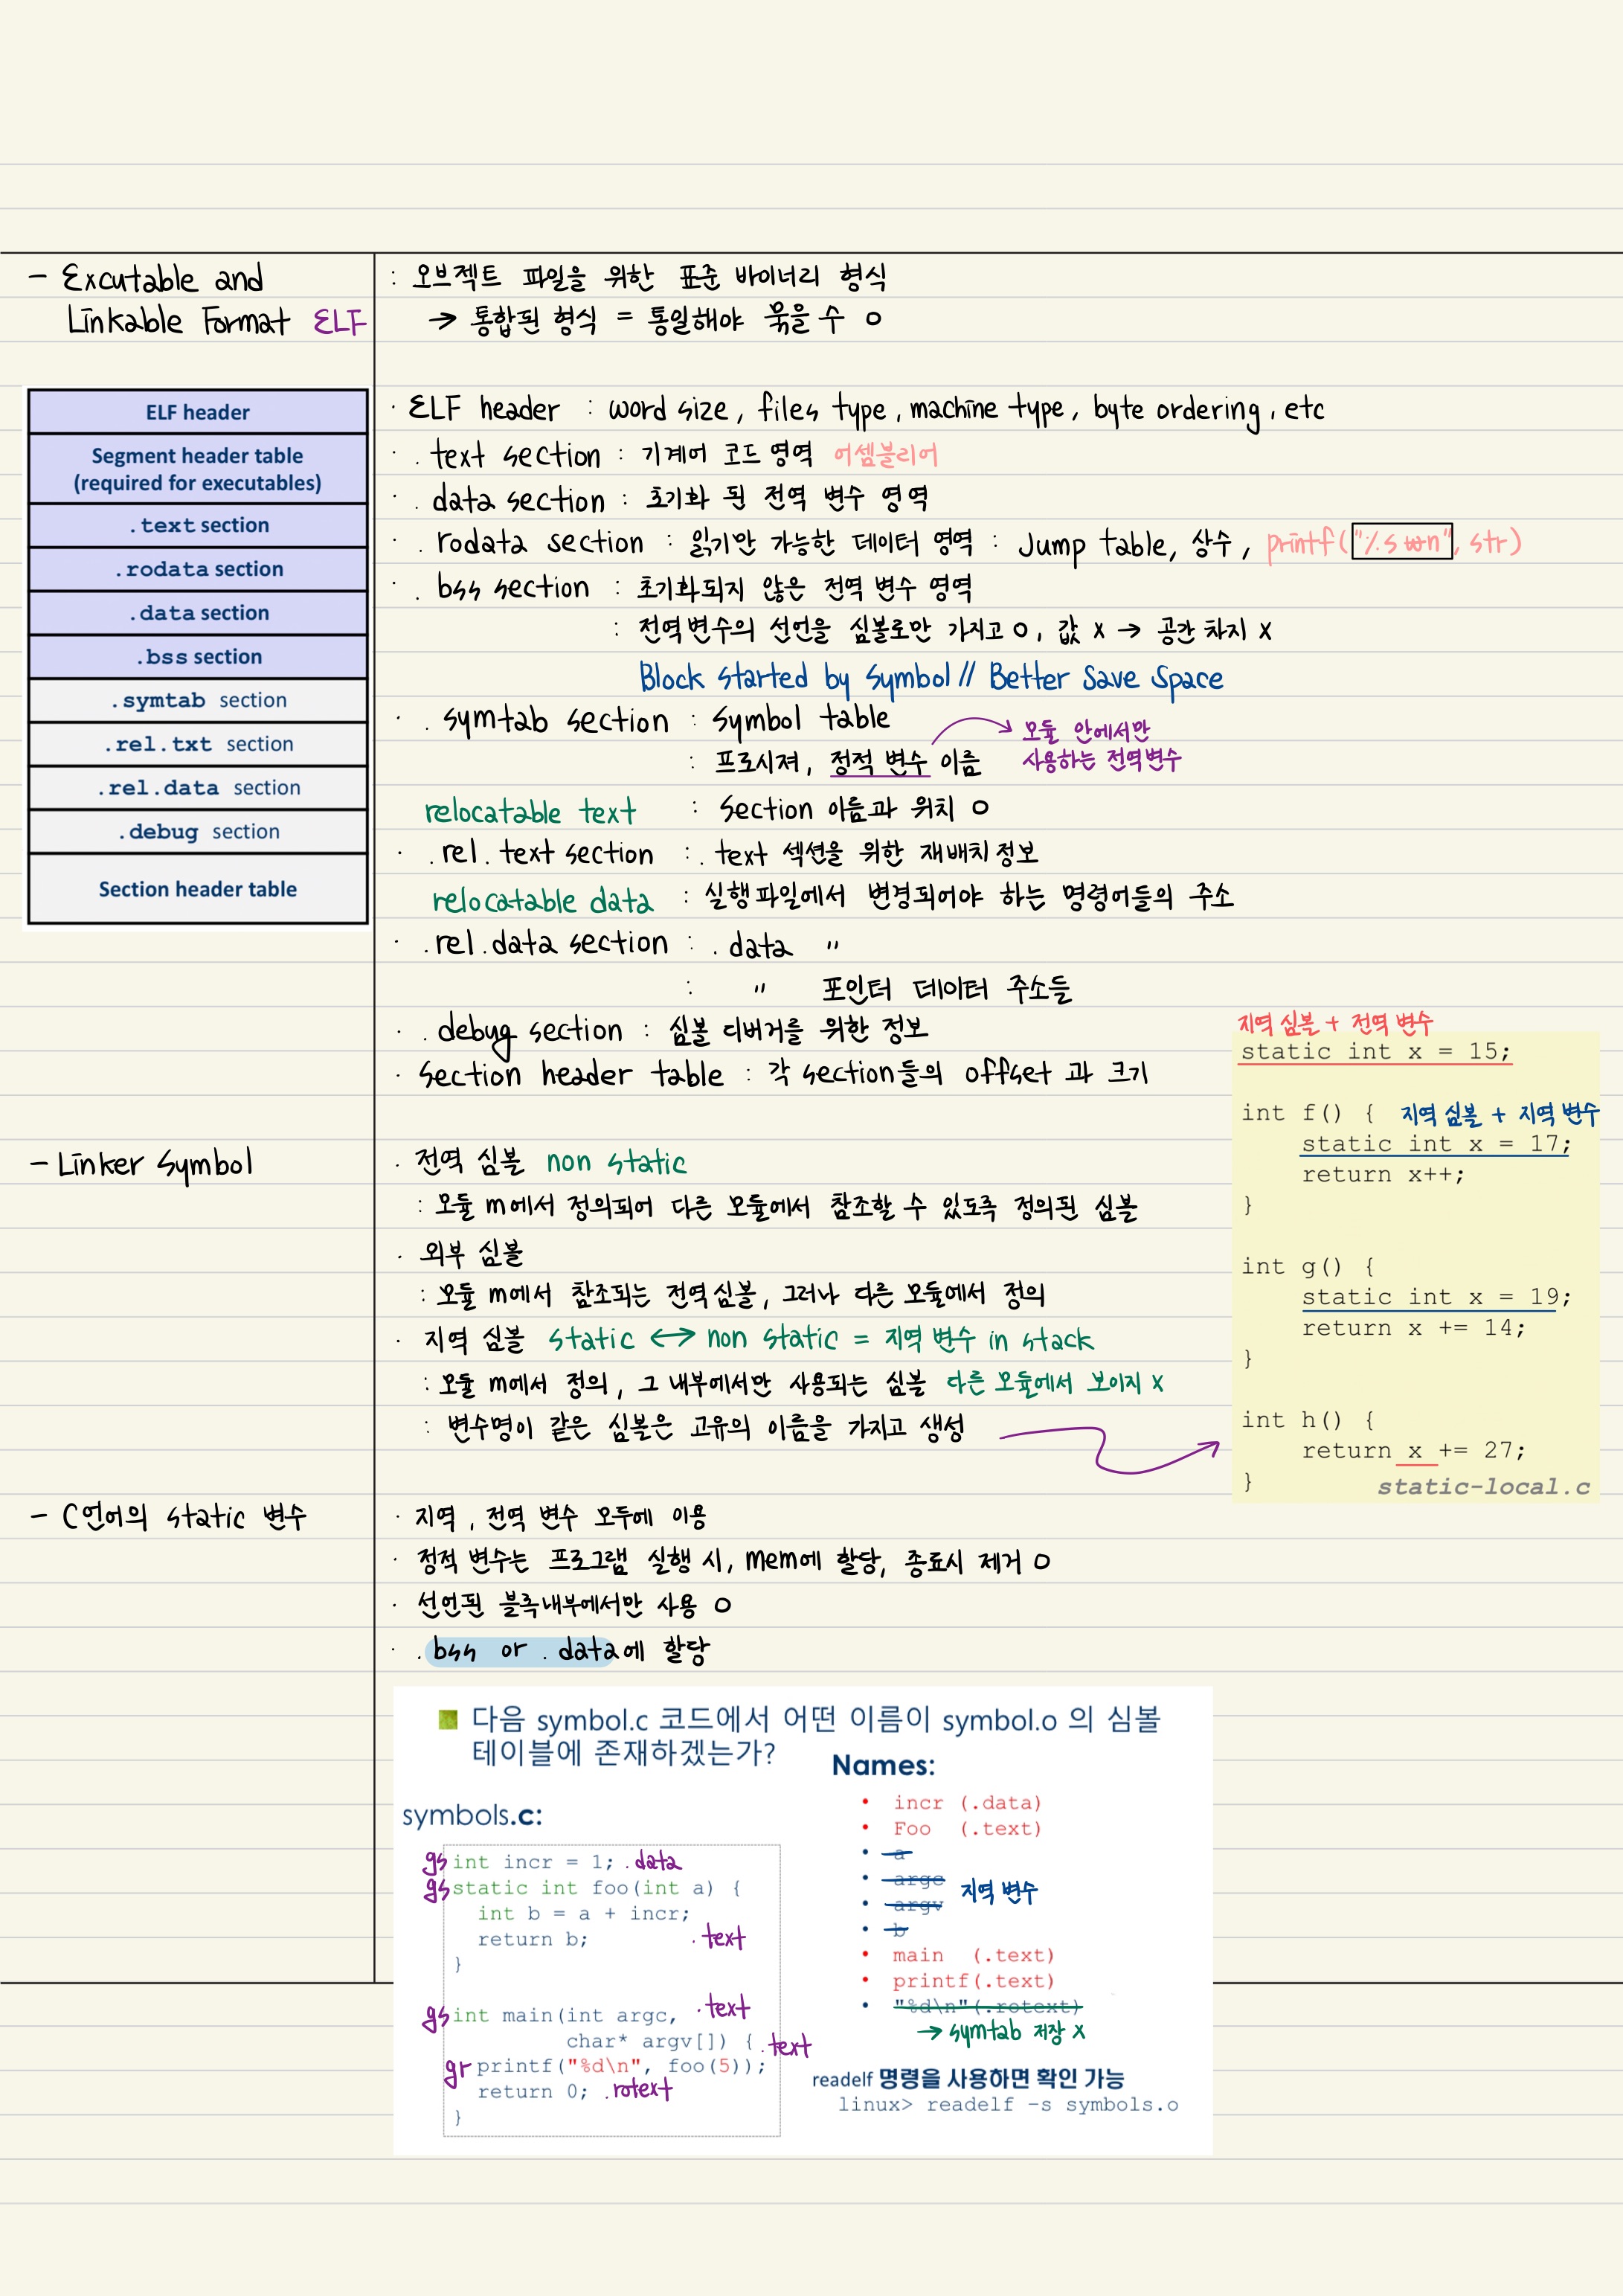 - Excutable and
Linkable Format ELF
: 오브젝트 파일을 위한 표준 바이너리 형식
→ 통합된 형식 = 통일해야 묶을 수 O
ELF header
Segment header table
(required for executables)
.text section
.rodata section
.data section
.bss section
.symtab section
.rel.txt section
.rel.data section
.debug section
Section header table
· ELF header : word size, files type, machine type, byte ordering, etc
· .text section : 기계어 코드 영역 어셈블리어
· .data section : 초기화 된 전역 변수 영역
· .rodata section : 읽기만 가능한 데이터 영역 : Jump table, 상수, printf("%s₩n", str)
· .bss section : 초기화되지 않은 전역 변수 영역
: 전역변수의 선언을 심볼로만 가지고 O, 값 X → 공간 차지 X
Block started by symbol // Better Save Space
· .symtab section : Symbol table
: 프로시져, 정적 변수 이름
모듈 안에서만
사용하는 전역변수
: Section 이름과 위치 O
relocatable text
· .rel.text section : .text 섹션을 위한 재배치 정보
: 실행파일에서 변경되어야 하는 명령어들의 주소
relocatable data
· .rel.data section : .data "
: " 포인터 데이터 주소들
· .debug section : 심볼 디버거를 위한 정보
· Section header table : 각 section들의 offset 과 크기
- Linker Symbol
· 전역 심볼 non static
: 모듈 m에서 정의되어 다른 모듈에서 참조할 수 있도록 정의된 심볼
· 외부 심볼
: 모듈 m에서 참조되는 전역심볼, 그러나 다른 모듈에서 정의
· 지역 심볼 static ↔ non static = 지역 변수 in stack
: 모듈 m에서 정의, 그 내부에서만 사용되는 심볼 다른 모듈에서 보이지 X
: 변수명이 같은 심볼은 고유의 이름을 가지고 생성
지역 심볼 + 전역 변수
static int x = 15;
int f() { 지역 심볼 + 지역 변수
static int x = 17;
return x++;
}
int g() {
static int x = 19;
return x += 14;
}
int h() {
return x += 27;
}
static-local.c
- C언어의 static 변수
· 지역, 전역 변수 모두에 이용
· 정적 변수는 프로그램 실행 시, mem에 할당, 종료시 제거 O
· 선언된 블록내부에서만 사용 O
· .bss or .data에 할당
다음 symbol.c 코드에서 어떤 이름이 symbol.o 의 심볼
테이블에 존재하겠는가?
symbols.c:
gs int incr = 1; .data
gs static int foo(int a) {
int b = a + incr;
return b; .text
}
gs int main(int argc, .text
char* argv[]) { .text
gr printf("%d\n", foo(5));
return 0; .rotext
}
Names:
• incr (.data)
• Foo (.text)
• a
• argc
• argv
지역 변수
• b
• main (.text)
• printf(.text)
• "%d\n"(.rotext)
→ symtab 저장 X
readelf 명령을 사용하면 확인 가능
linux> readelf -s symbols.o